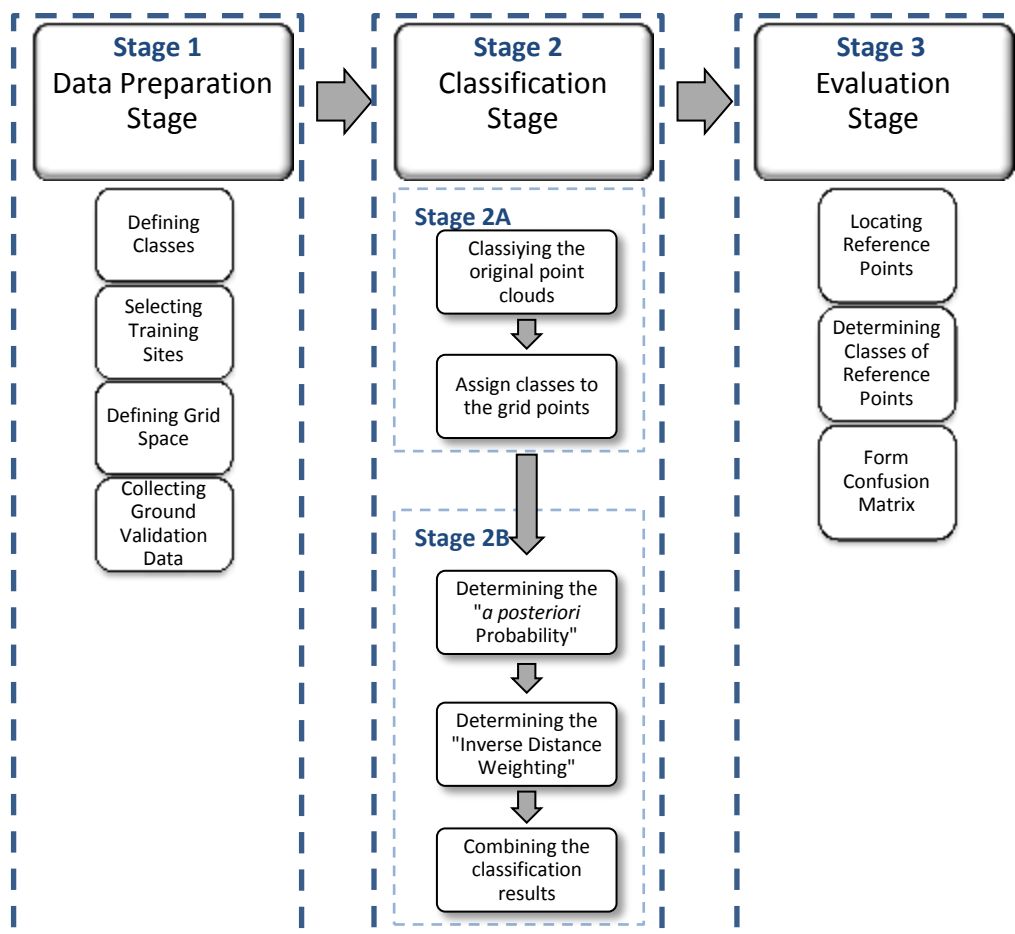 Stage 1
Data Preparation
Stage
Defining
Classes
Selecting
Training
Sites
Defining Grid
Space
Collecting
Ground
Validation
Data
Stage 2
Classification
Stage
Stage 2A
Classiying the
original point
clouds
Assign classes to
the grid points
Stage 2B
Determining the
"a posteriori
Probability"
Determining the
"Inverse Distance
Weighting"
Combining the
classification
results
Stage 3
Evaluation
Stage
Locating
Reference
Points
Determining
Classes of
Reference
Points
Form
Confusion
Matrix